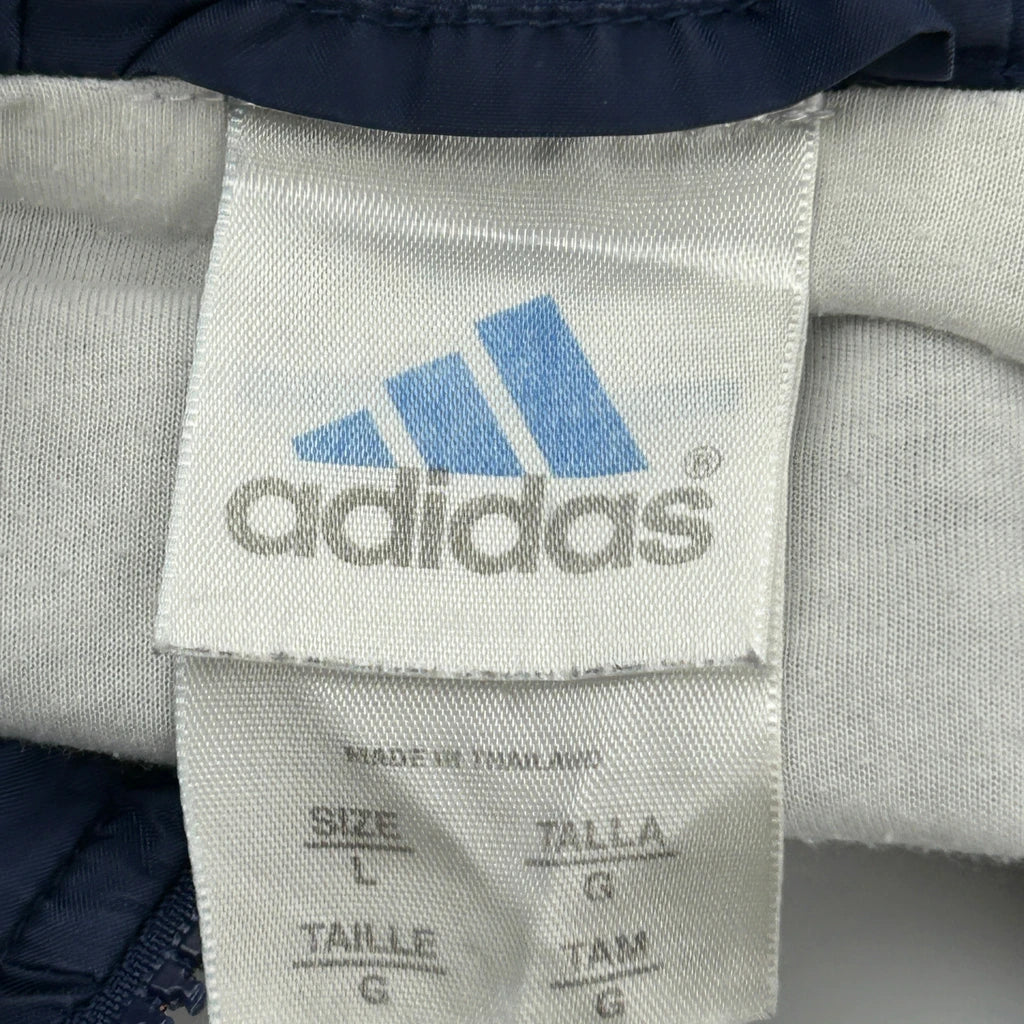 adidas®
MADE IN THAILAND
SIZE TALLA
L G
TAILLE TAM
G G